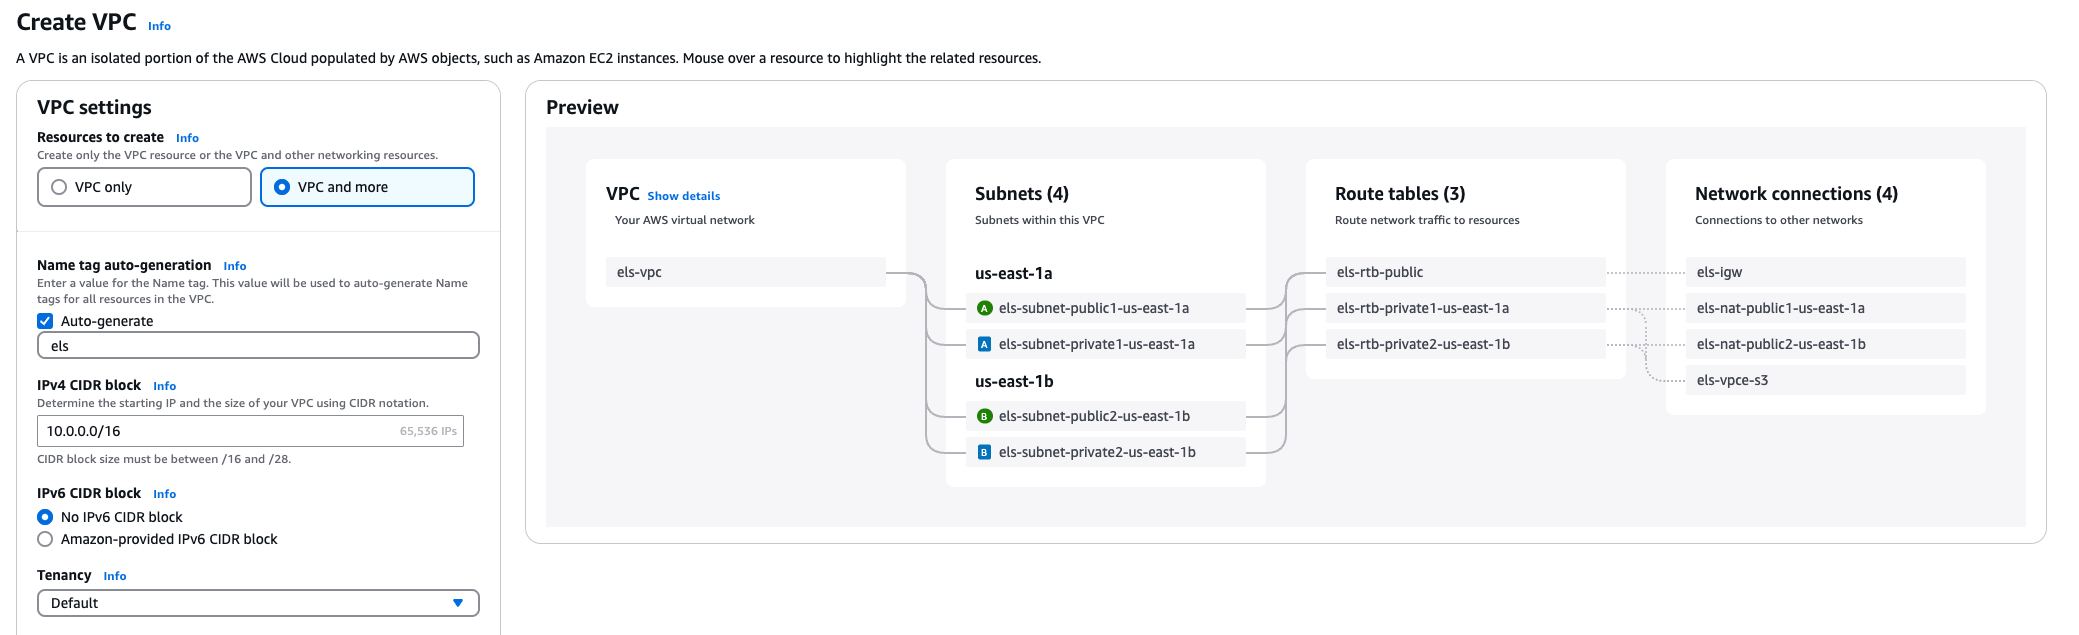 Create VPC Info
A VPC is an isolated portion of the AWS Cloud populated by AWS objects, such as Amazon EC2 instances. Mouse over a resource to highlight the related resources.
VPC settings
Resources to create Info
Create only the VPC resource or the VPC and other networking resources.
VPC only
VPC and more
Name tag auto-generation Info
Enter a value for the Name tag. This value will be used to auto-generate Name
tags for all resources in the VPC.
Auto-generate
els
IPv4 CIDR block Info
Determine the starting IP and the size of your VPC using CIDR notation.
10.0.0.0/16 65,536 IPs
CIDR block size must be between /16 and /28.
IPv6 CIDR block Info
No IPv6 CIDR block
Amazon-provided IPv6 CIDR block
Tenancy Info
Default
Preview
VPC Show details
Your AWS virtual network
els-vpc
Subnets (4)
Subnets within this VPC
us-east-1a
A els-subnet-public1-us-east-1a
A els-subnet-private1-us-east-1a
us-east-1b
B els-subnet-public2-us-east-1b
B els-subnet-private2-us-east-1b
Route tables (3)
Route network traffic to resources
els-rtb-public
els-rtb-private1-us-east-1a
els-rtb-private2-us-east-1b
Network connections (4)
Connections to other networks
els-igw
els-nat-public1-us-east-1a
els-nat-public2-us-east-1b
els-vpce-s3